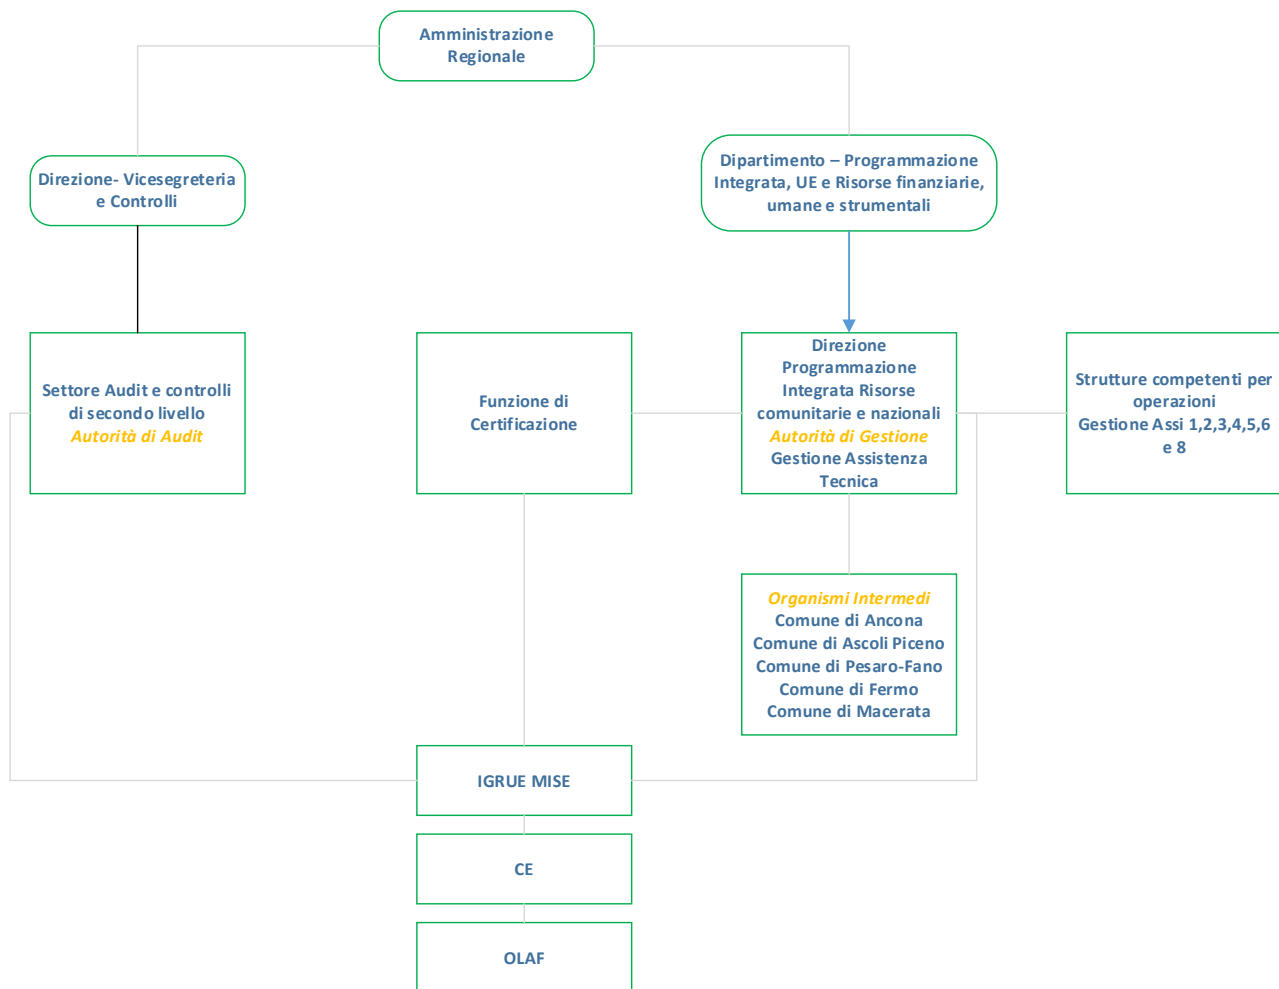 Amministrazione
Regionale
Direzione- Vicesegreteria
e Controlli
Dipartimento – Programmazione
Integrata, UE e Risorse finanziarie,
umane e strumentali
Settore Audit e controlli
di secondo livello
Autorità di Audit
Funzione di
Certificazione
Direzione
Programmazione
Integrata Risorse
comunitarie e nazionali
Autorità di Gestione
Gestione Assistenza
Tecnica
Strutture competenti per
operazioni
Gestione Assi 1,2,3,4,5,6
e 8
Organismi Intermedi
Comune di Ancona
Comune di Ascoli Piceno
Comune di Pesaro-Fano
Comune di Fermo
Comune di Macerata
IGRUE MISE
CE
OLAF